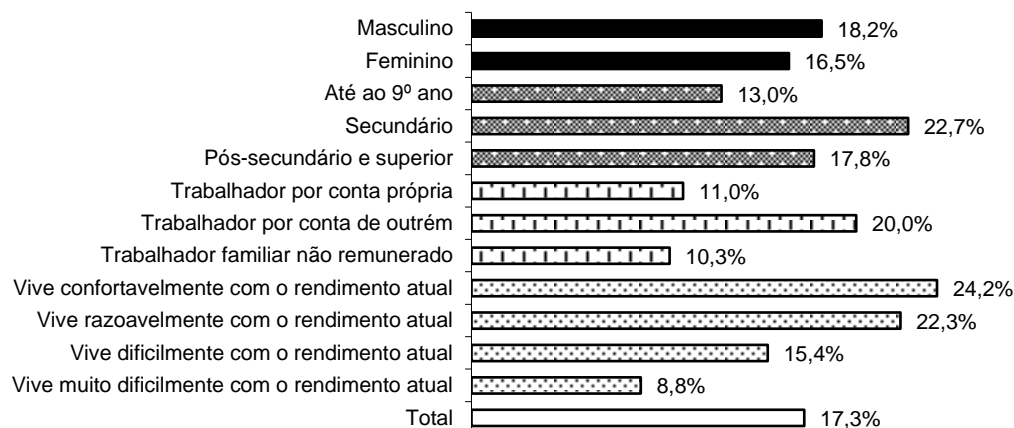 Masculino 18,2%
Feminino 16,5%
Até ao 9º ano 13,0%
Secundário 22,7%
Pós-secundário e superior 17,8%
Trabalhador por conta própria 11,0%
Trabalhador por conta de outrém 20,0%
Trabalhador familiar não remunerado 10,3%
Vive confortavelmente com o rendimento atual 24,2%
Vive razoavelmente com o rendimento atual 22,3%
Vive dificilmente com o rendimento atual 15,4%
Vive muito dificilmente com o rendimento atual 8,8%
Total 17,3%